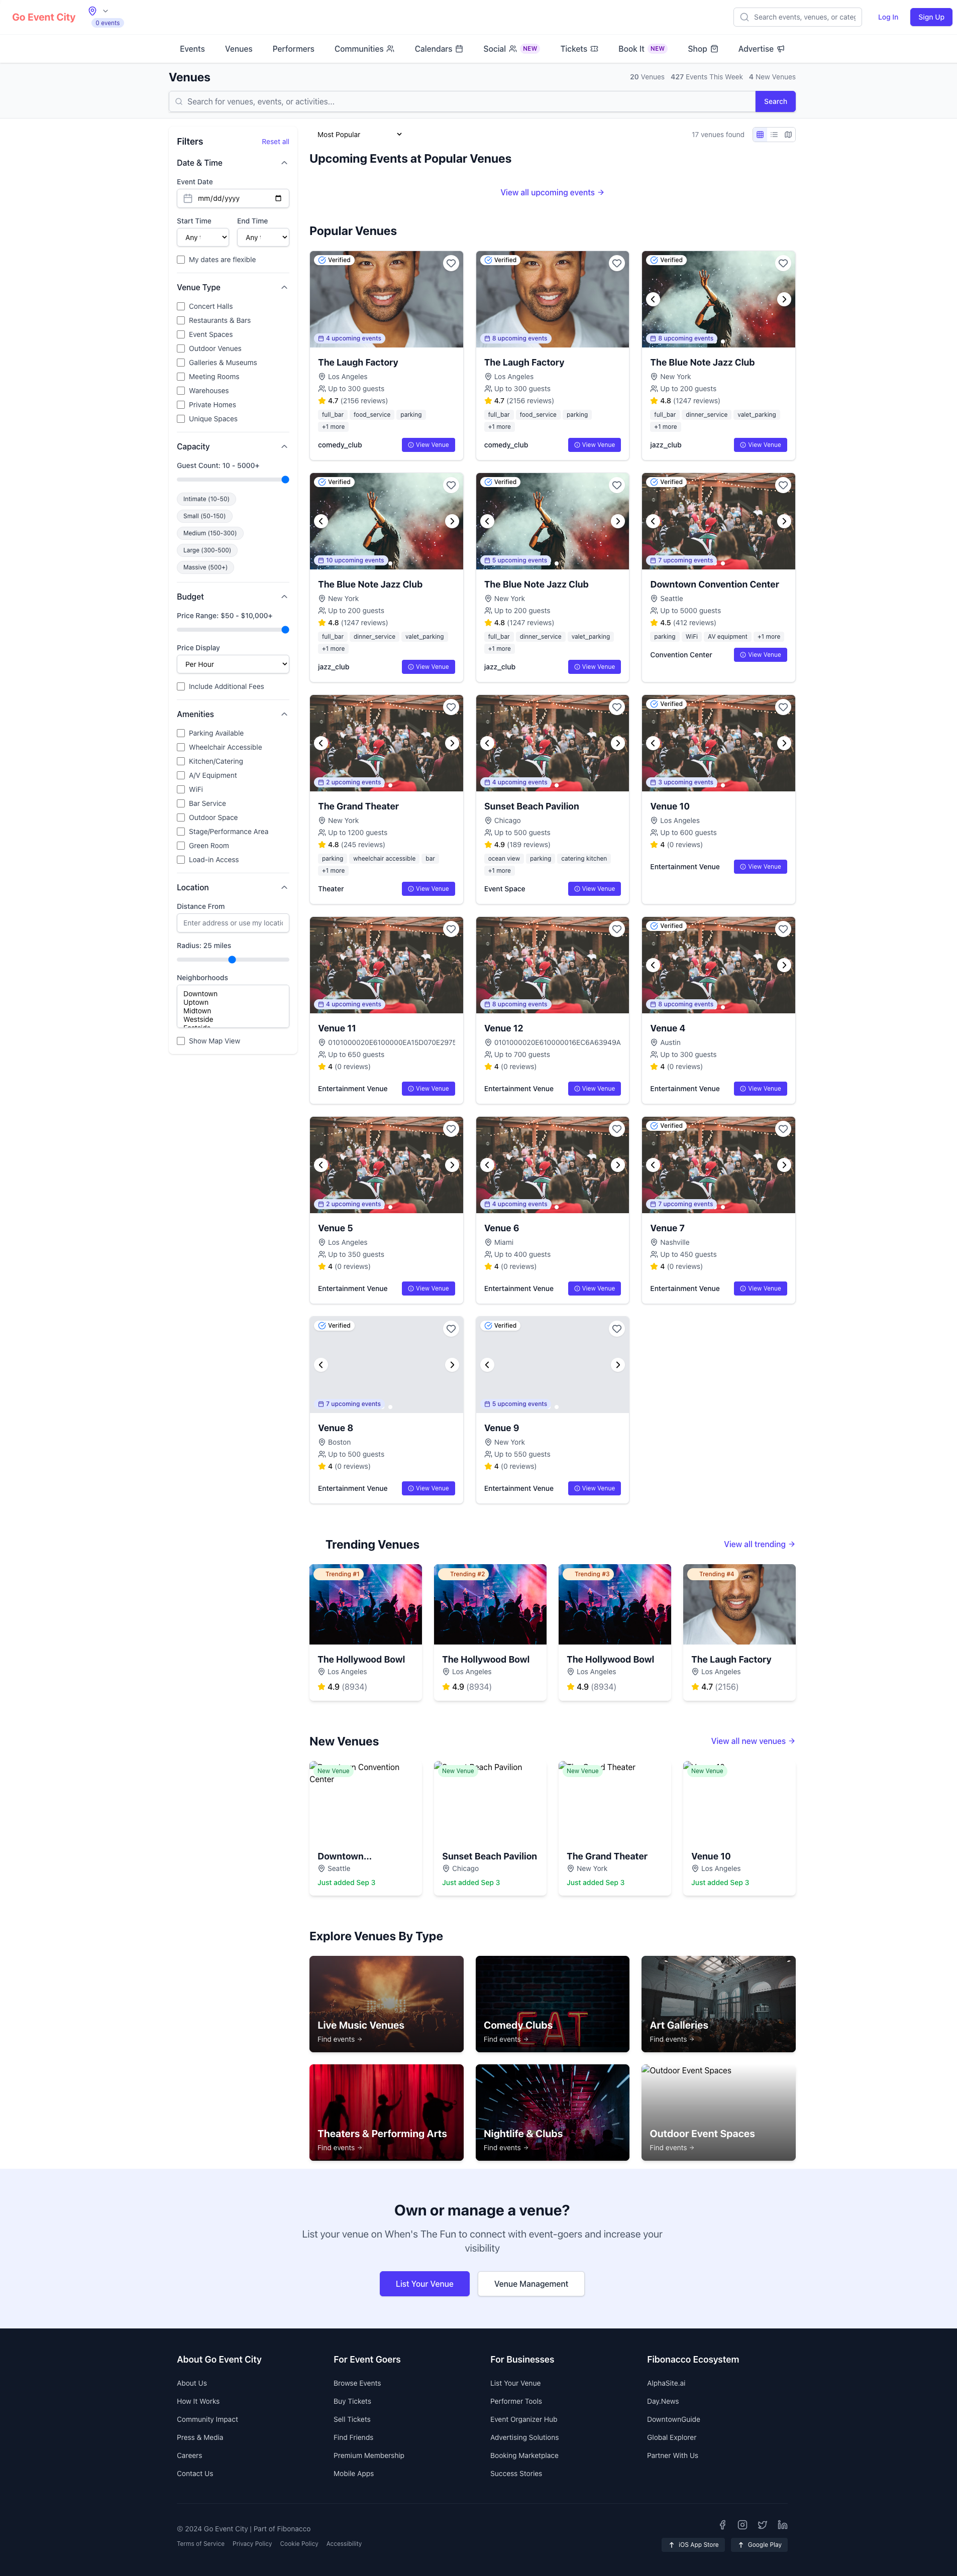 Go Event City
0 events
Search events, venues, or categ
Log In
Sign Up
Events
Venues
Performers
Communities
Calendars
Social NEW
Tickets
Book It NEW
Shop
Advertise
Venues
20 Venues 427 Events This Week 4 New Venues
Search for venues, events, or activities...
Search
Filters
Reset all
Date & Time
Event Date
mm/dd/yyyy
Start Time
End Time
Any
Any
My dates are flexible
Venue Type
Concert Halls
Restaurants & Bars
Event Spaces
Outdoor Venues
Galleries & Museums
Meeting Rooms
Warehouses
Private Homes
Unique Spaces
Capacity
Guest Count: 10 - 5000+
Intimate (10-50)
Small (50-150)
Medium (150-300)
Large (300-500)
Massive (500+)
Budget
Price Range: $50 - $10,000+
Price Display
Per Hour
Include Additional Fees
Amenities
Parking Available
Wheelchair Accessible
Kitchen/Catering
A/V Equipment
WiFi
Bar Service
Outdoor Space
Stage/Performance Area
Green Room
Load-in Access
Location
Distance From
Enter address or use my locatio
Radius: 25 miles
Neighborhoods
Downtown
Uptown
Midtown
Westside
Eastside
Show Map View
Most Popular
17 venues found
Upcoming Events at Popular Venues
View all upcoming events →
Popular Venues
Verified
4 upcoming events
The Laugh Factory
Los Angeles
Up to 300 guests
4.7 (2156 reviews)
full_bar food_service parking
+1 more
comedy_club
View Venue
Verified
8 upcoming events
The Laugh Factory
Los Angeles
Up to 300 guests
4.7 (2156 reviews)
full_bar food_service parking
+1 more
comedy_club
View Venue
Verified
8 upcoming events
The Blue Note Jazz Club
New York
Up to 200 guests
4.8 (1247 reviews)
full_bar dinner_service valet_parking
+1 more
jazz_club
View Venue
Verified
10 upcoming events
The Blue Note Jazz Club
New York
Up to 200 guests
4.8 (1247 reviews)
full_bar dinner_service valet_parking
+1 more
jazz_club
View Venue
Verified
5 upcoming events
The Blue Note Jazz Club
New York
Up to 200 guests
4.8 (1247 reviews)
full_bar dinner_service valet_parking
+1 more
jazz_club
View Venue
Verified
7 upcoming events
Downtown Convention Center
Seattle
Up to 5000 guests
4.5 (412 reviews)
parking WiFi AV equipment +1 more
Convention Center
View Venue
2 upcoming events
The Grand Theater
New York
Up to 1200 guests
4.8 (245 reviews)
parking wheelchair accessible bar
+1 more
Theater
View Venue
4 upcoming events
Sunset Beach Pavilion
Chicago
Up to 500 guests
4.9 (189 reviews)
ocean view parking catering kitchen
+1 more
Event Space
View Venue
Verified
3 upcoming events
Venue 10
Los Angeles
Up to 600 guests
4 (0 reviews)
Entertainment Venue
View Venue
4 upcoming events
Venue 11
0101000020E6100000EA15D070E2975
Up to 650 guests
4 (0 reviews)
Entertainment Venue
View Venue
8 upcoming events
Venue 12
0101000020E610000016EC6A63949A
Up to 700 guests
4 (0 reviews)
Entertainment Venue
View Venue
Verified
8 upcoming events
Venue 4
Austin
Up to 300 guests
4 (0 reviews)
Entertainment Venue
View Venue
2 upcoming events
Venue 5
Los Angeles
Up to 350 guests
4 (0 reviews)
Entertainment Venue
View Venue
4 upcoming events
Venue 6
Miami
Up to 400 guests
4 (0 reviews)
Entertainment Venue
View Venue
Verified
7 upcoming events
Venue 7
Nashville
Up to 450 guests
4 (0 reviews)
Entertainment Venue
View Venue
Verified
7 upcoming events
Venue 8
Boston
Up to 500 guests
4 (0 reviews)
Entertainment Venue
View Venue
Verified
5 upcoming events
Venue 9
New York
Up to 550 guests
4 (0 reviews)
Entertainment Venue
View Venue
Trending Venues
View all trending →
Trending #1
The Hollywood Bowl
Los Angeles
4.9 (8934)
Trending #2
The Hollywood Bowl
Los Angeles
4.9 (8934)
Trending #3
The Hollywood Bowl
Los Angeles
4.9 (8934)
Trending #4
The Laugh Factory
Los Angeles
4.7 (2156)
New Venues
View all new venues →
New Venue
Center
Downtown...
Seattle
Just added Sep 3
New Venue
Pavilion
Sunset Beach Pavilion
Chicago
Just added Sep 3
New Venue
Theater
The Grand Theater
New York
Just added Sep 3
New Venue
Venue 10
Los Angeles
Just added Sep 3
Explore Venues By Type
Live Music Venues
Find events →
EAT
Comedy Clubs
Find events →
Art Galleries
Find events →
Theaters & Performing Arts
Find events →
Nightlife & Clubs
Find events →
Outdoor Event Spaces
Outdoor Event Spaces
Find events →
Own or manage a venue?
List your venue on When's The Fun to connect with event-goers and increase your
visibility
List Your Venue
Venue Management
About Go Event City
About Us
How It Works
Community Impact
Press & Media
Careers
Contact Us
For Event Goers
Browse Events
Buy Tickets
Sell Tickets
Find Friends
Premium Membership
Mobile Apps
For Businesses
List Your Venue
Performer Tools
Event Organizer Hub
Advertising Solutions
Booking Marketplace
Success Stories
Fibonacco Ecosystem
AlphaSite.ai
Day.News
DowntownGuide
Global Explorer
Partner With Us
© 2024 Go Event City | Part of Fibonacco
Terms of Service Privacy Policy Cookie Policy Accessibility
iOS App Store
Google Play